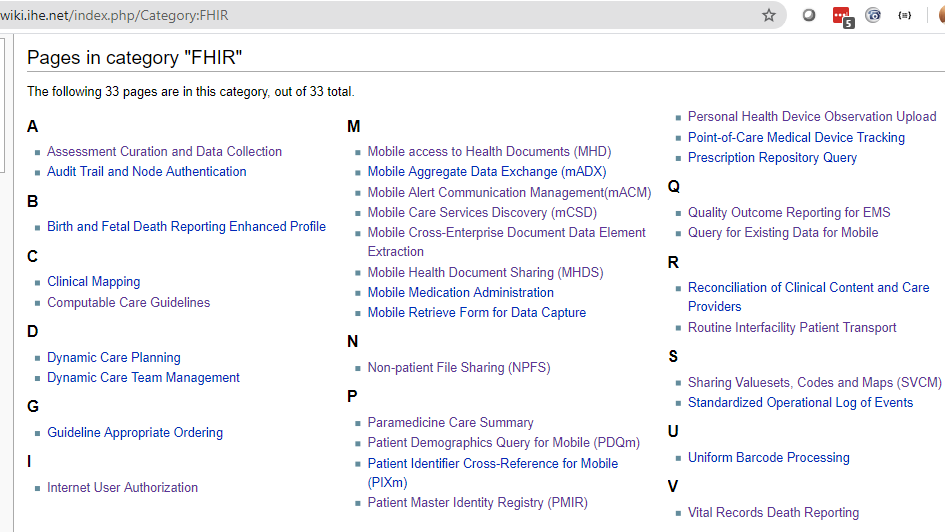 wiki.ihe.net/index.php/Category:FHIR
5
Pages in category "FHIR"
The following 33 pages are in this category, out of 33 total.
A
Assessment Curation and Data Collection
Audit Trail and Node Authentication
B
Birth and Fetal Death Reporting Enhanced Profile
C
Clinical Mapping
Computable Care Guidelines
D
Dynamic Care Planning
Dynamic Care Team Management
G
Guideline Appropriate Ordering
I
Internet User Authorization
M
Mobile access to Health Documents (MHD)
Mobile Aggregate Data Exchange (mADX)
Mobile Alert Communication Management(mACM)
Mobile Care Services Discovery (mCSD)
Mobile Cross-Enterprise Document Data Element
Extraction
Mobile Health Document Sharing (MHDS)
Mobile Medication Administration
Mobile Retrieve Form for Data Capture
N
Non-patient File Sharing (NPFS)
P
Paramedicine Care Summary
Patient Demographics Query for Mobile (PDQm)
Patient Identifier Cross-Reference for Mobile
(PIXm)
Patient Master Identity Registry (PMIR)
Personal Health Device Observation Upload
Point-of-Care Medical Device Tracking
Prescription Repository Query
Q
Quality Outcome Reporting for EMS
Query for Existing Data for Mobile
R
Reconciliation of Clinical Content and Care
Providers
Routine Interfacility Patient Transport
S
Sharing Valuesets, Codes and Maps (SVCM)
Standardized Operational Log of Events
U
Uniform Barcode Processing
V
Vital Records Death Reporting